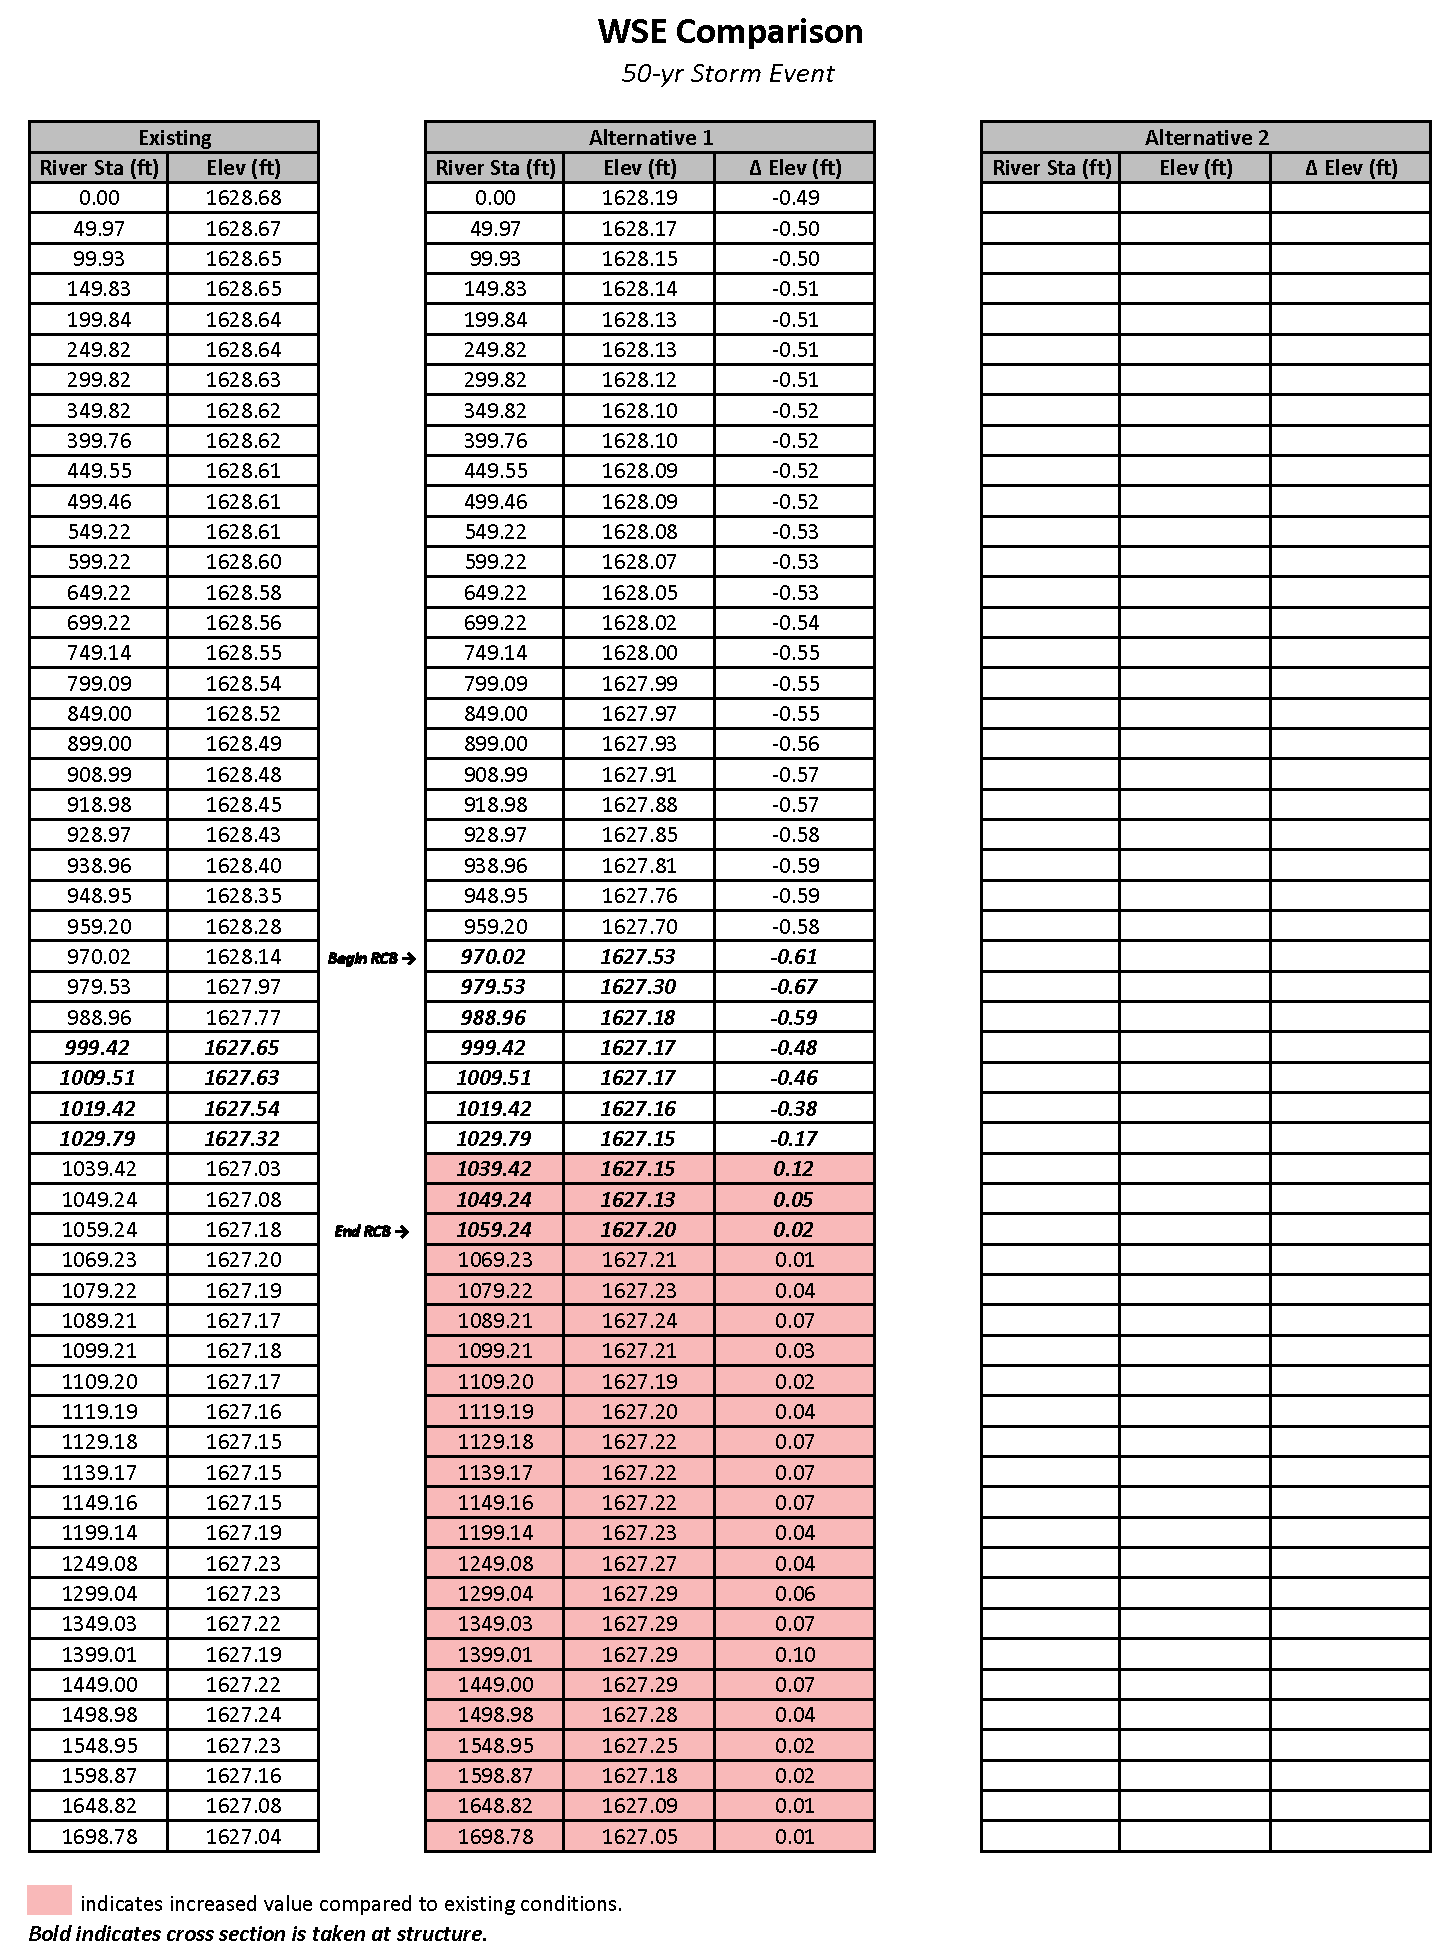 WSE Comparison
50-yr Storm Event
Existing Alternative 1 Alternative 2
River Sta (ft) Elev (ft) River Sta (ft) Elev (ft) Δ Elev (ft) River Sta (ft) Elev (ft) Δ Elev (ft)
0.00 1628.68 0.00 1628.19 -0.49
49.97 1628.67 49.97 1628.17 -0.50
99.93 1628.65 99.93 1628.15 -0.50
149.83 1628.65 149.83 1628.14 -0.51
199.84 1628.64 199.84 1628.13 -0.51
249.82 1628.64 249.82 1628.13 -0.51
299.82 1628.63 299.82 1628.12 -0.51
349.82 1628.62 349.82 1628.10 -0.52
399.76 1628.62 399.76 1628.10 -0.52
449.55 1628.61 449.55 1628.09 -0.52
499.46 1628.61 499.46 1628.09 -0.52
549.22 1628.61 549.22 1628.08 -0.53
599.22 1628.60 599.22 1628.07 -0.53
649.22 1628.58 649.22 1628.05 -0.53
699.22 1628.56 699.22 1628.02 -0.54
749.14 1628.55 749.14 1628.00 -0.55
799.09 1628.54 799.09 1627.99 -0.55
849.00 1628.52 849.00 1627.97 -0.55
899.00 1628.49 899.00 1627.93 -0.56
908.99 1628.48 908.99 1627.91 -0.57
918.98 1628.45 918.98 1627.88 -0.57
928.97 1628.43 928.97 1627.85 -0.58
938.96 1628.40 938.96 1627.81 -0.59
948.95 1628.35 948.95 1627.76 -0.59
959.20 1628.28 959.20 1627.70 -0.58
970.02 1628.14 Begin RCB → 970.02 1627.53 -0.61
979.53 1627.97 979.53 1627.30 -0.67
988.96 1627.77 988.96 1627.18 -0.59
999.42 1627.65 999.42 1627.17 -0.48
1009.51 1627.63 1009.51 1627.17 -0.46
1019.42 1627.54 1019.42 1627.16 -0.38
1029.79 1627.32 1029.79 1627.15 -0.17
1039.42 1627.03 1039.42 1627.15 0.12
1049.24 1627.08 1049.24 1627.13 0.05
1059.24 1627.18 End RCB → 1059.24 1627.20 0.02
1069.23 1627.20 1069.23 1627.21 0.01
1079.22 1627.19 1079.22 1627.23 0.04
1089.21 1627.17 1089.21 1627.24 0.07
1099.21 1627.18 1099.21 1627.21 0.03
1109.20 1627.17 1109.20 1627.19 0.02
1119.19 1627.16 1119.19 1627.20 0.04
1129.18 1627.15 1129.18 1627.22 0.07
1139.17 1627.15 1139.17 1627.22 0.07
1149.16 1627.15 1149.16 1627.22 0.07
1199.14 1627.19 1199.14 1627.23 0.04
1249.08 1627.23 1249.08 1627.27 0.04
1299.04 1627.23 1299.04 1627.29 0.06
1349.03 1627.22 1349.03 1627.29 0.07
1399.01 1627.19 1399.01 1627.29 0.10
1449.00 1627.22 1449.00 1627.29 0.07
1498.98 1627.24 1498.98 1627.28 0.04
1548.95 1627.23 1548.95 1627.25 0.02
1598.87 1627.16 1598.87 1627.18 0.02
1648.82 1627.08 1648.82 1627.09 0.01
1698.78 1627.04 1698.78 1627.05 0.01
indicates increased value compared to existing conditions.
Bold indicates cross section is taken at structure.